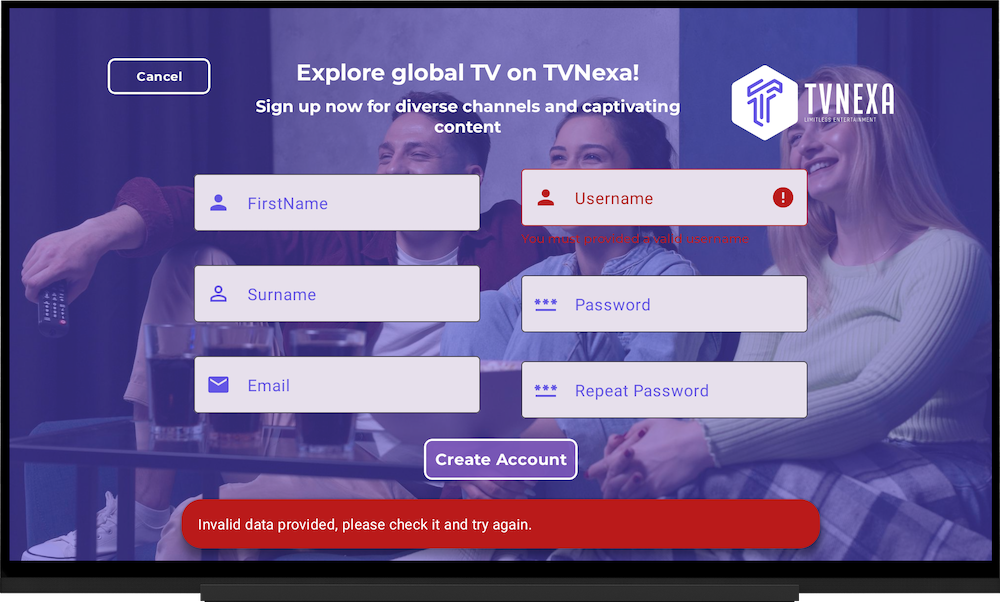 Cancel
Explore global TV on TVNexa!
Sign up now for diverse channels and captivating
content
TVNEXA
LIMITLESS ENTERTAINMENT
FirstName
Username
You must provided a valid username
Surname
Password
Email
Repeat Password
Create Account
Invalid data provided, please check it and try again.